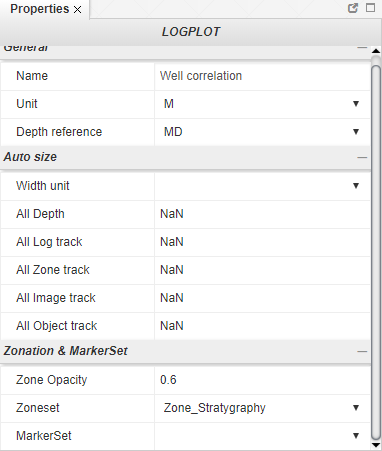 Properties
LOGPLOT
General
Name Well correlation
Unit M
Depth reference MD
Auto size
Width unit
All Depth NaN
All Log track NaN
All Zone track NaN
All Image track NaN
All Object track NaN
Zonation & MarkerSet
Zone Opacity 0.6
Zoneset Zone_Stratygraphy
MarkerSet